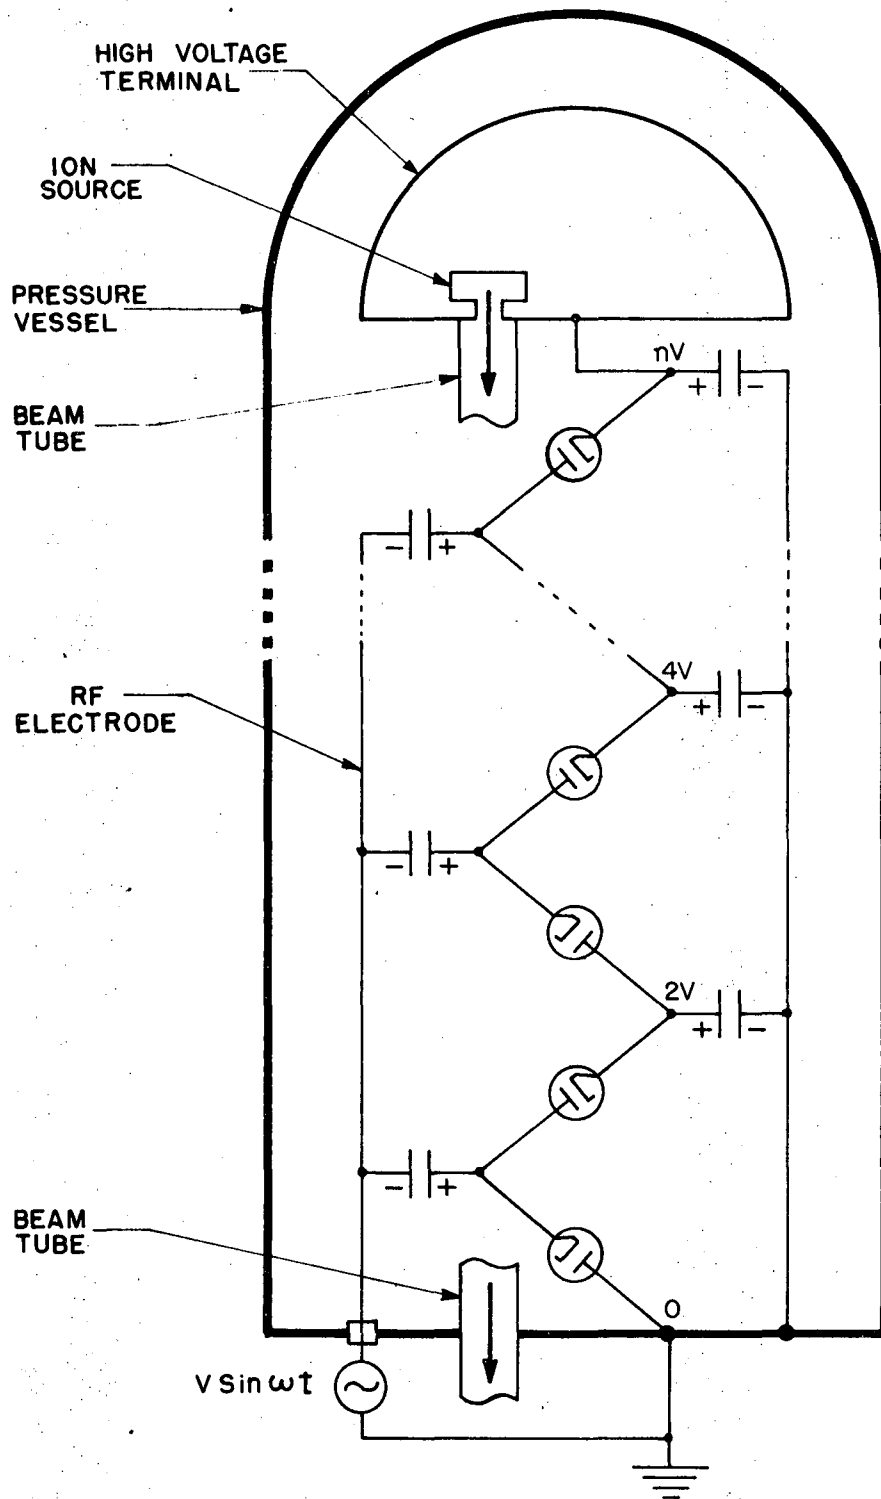 HIGH VOLTAGE
TERMINAL
ION
SOURCE
PRESSURE
VESSEL
nV
+ -
BEAM
TUBE
- +
4V
+ -
RF
ELECTRODE
- +
2V
+ -
- +
BEAM
TUBE
0
V Sin ωt